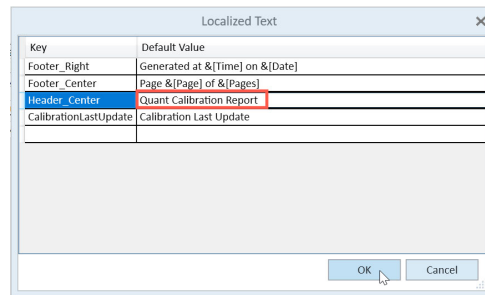 Localized Text
Key Default Value
Footer_Right Generated at &[Time] on &[Date]
Footer_Center Page &[Page] of &[Pages]
Header_Center Quant Calibration Report
CalibrationLastUpdate Calibration Last Update
OK Cancel